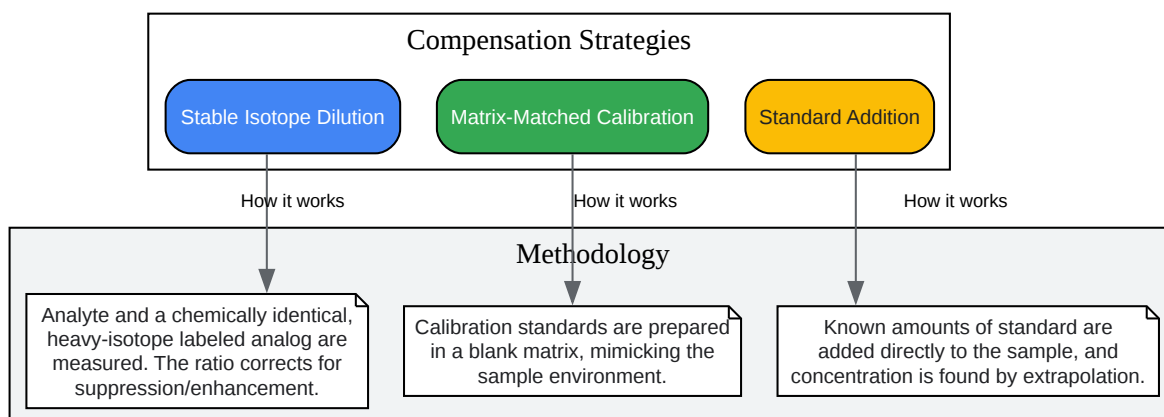 Compensation Strategies
Stable Isotope Dilution
Matrix-Matched Calibration
Standard Addition
How it works
How it works
How it works
Methodology
Analyte and a chemically identical,
heavy-isotope labeled analog are
measured. The ratio corrects for
suppression/enhancement.
Calibration standards are prepared
in a blank matrix, mimicking the
sample environment.
Known amounts of standard are
added directly to the sample, and
concentration is found by extrapolation.